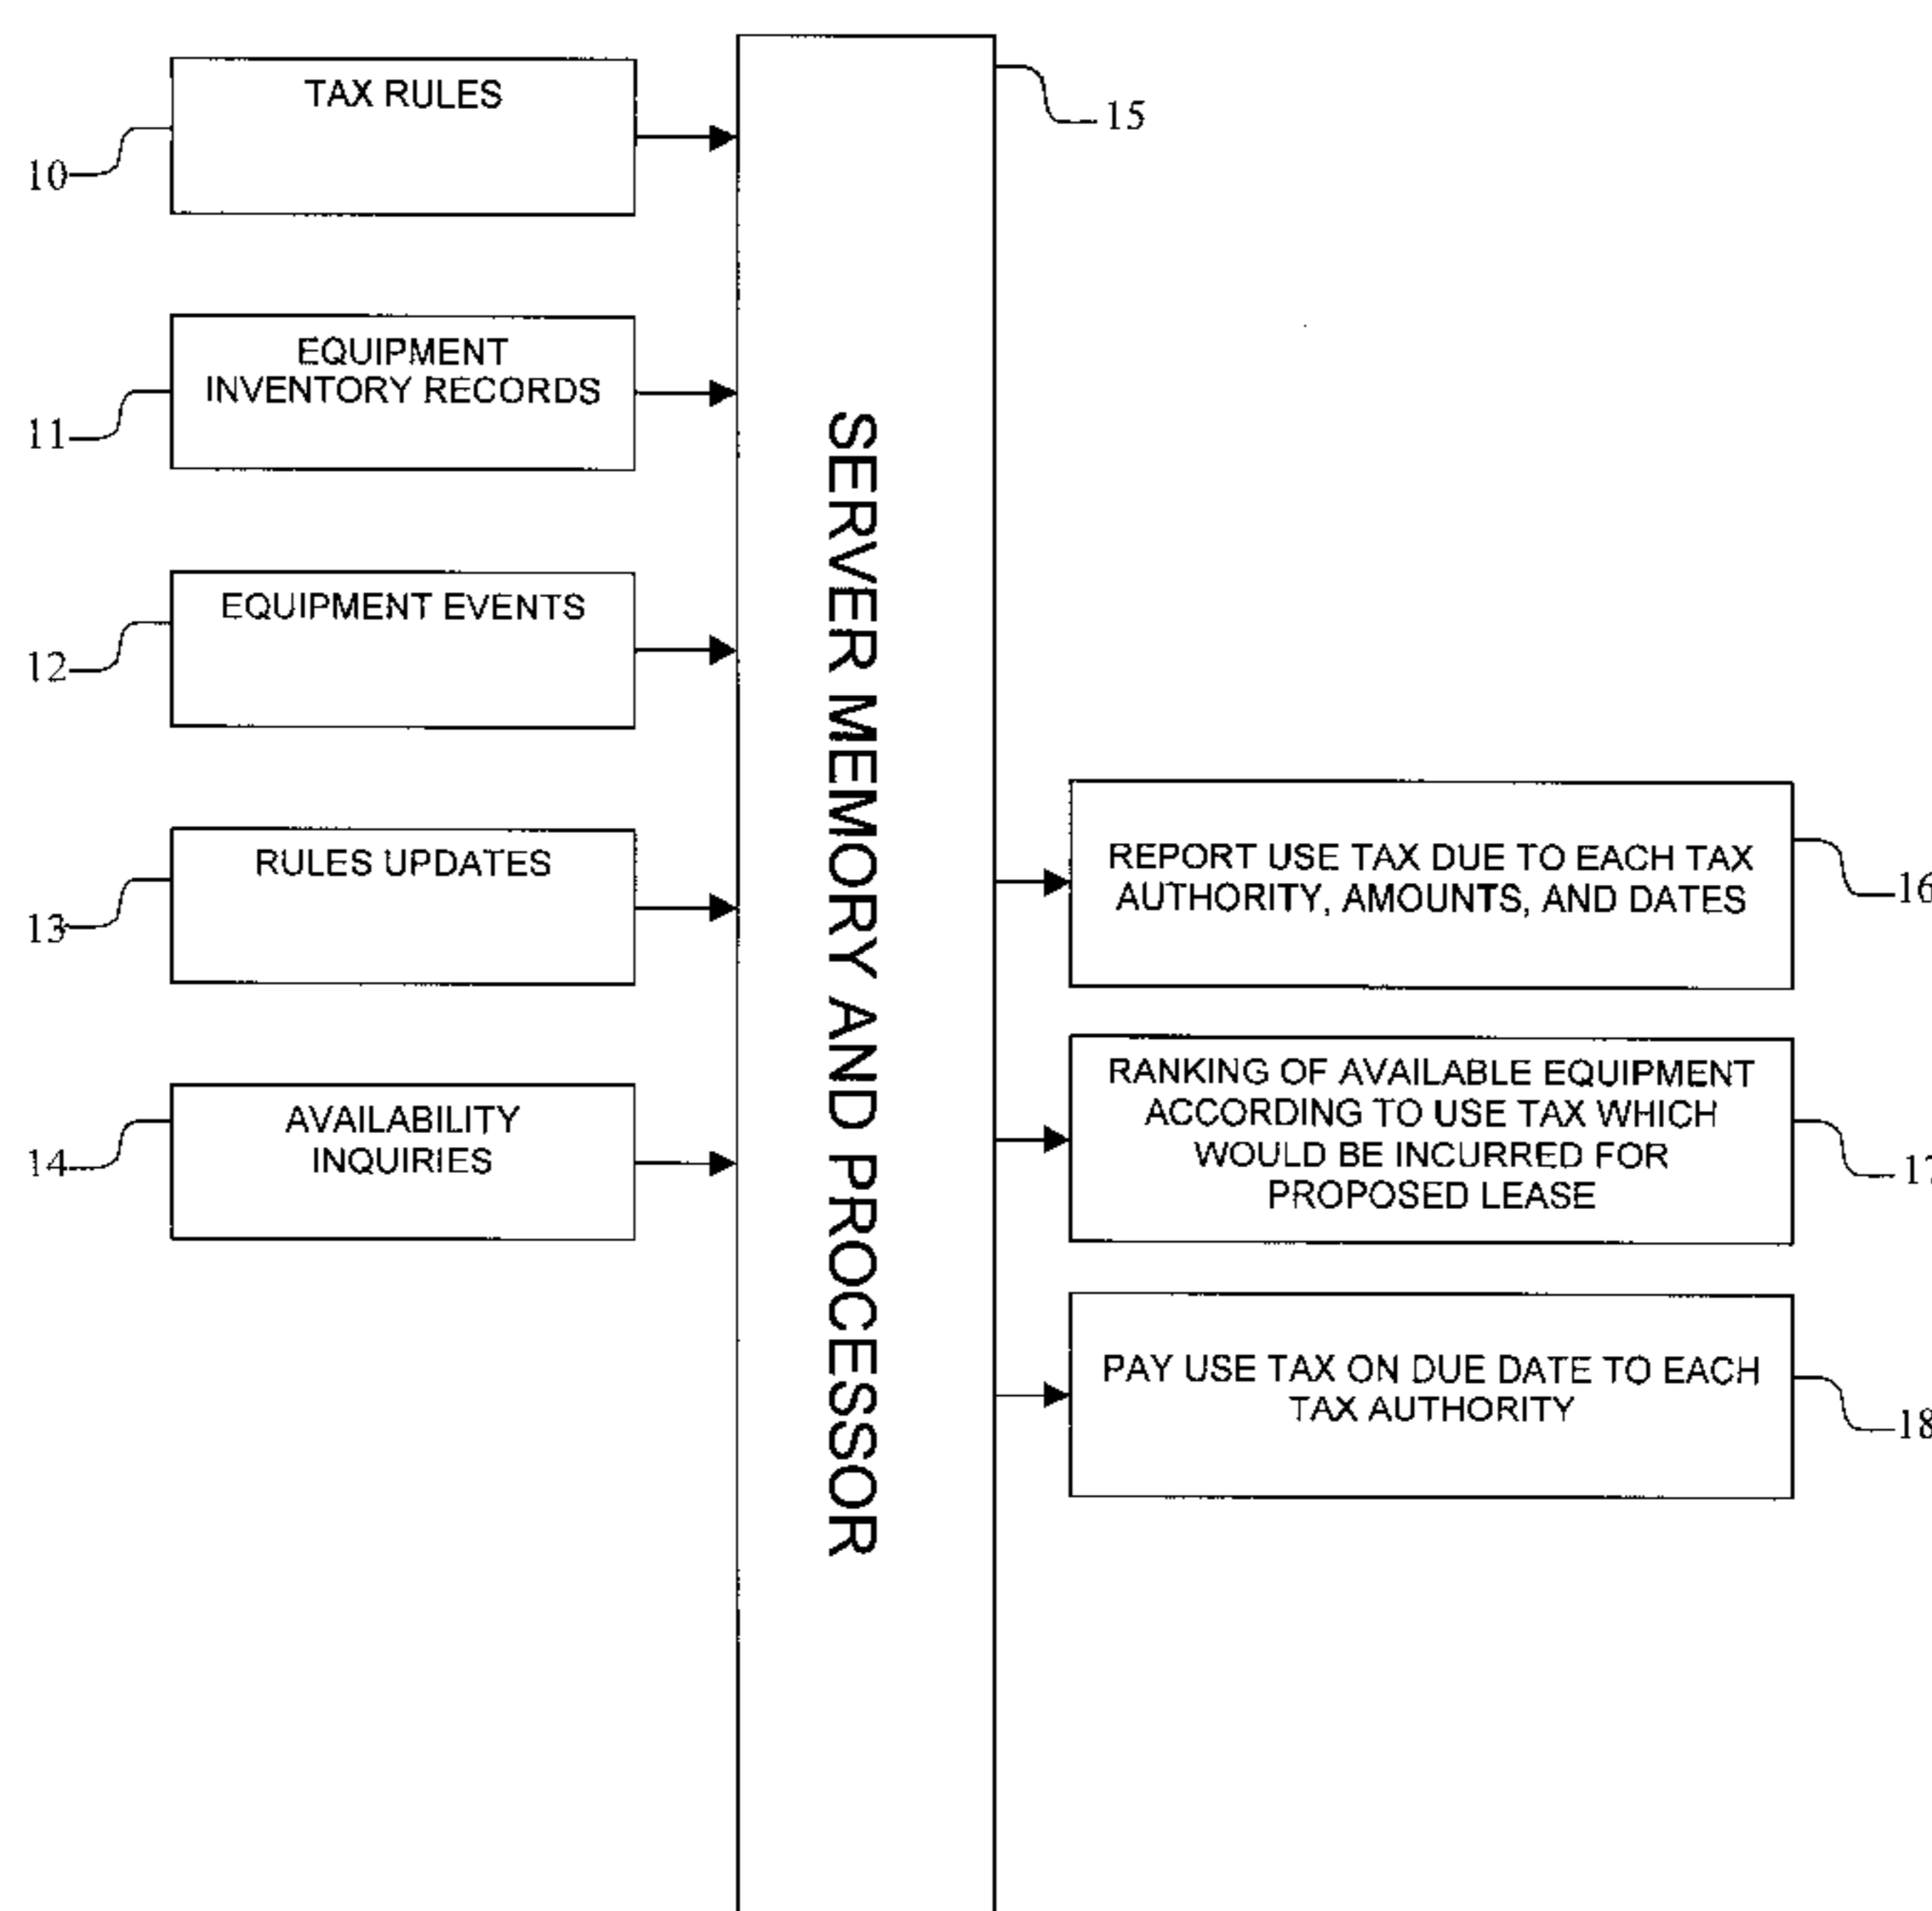 TAX RULES
10
15
EQUIPMENT
INVENTORY RECORDS
11
EQUIPMENT EVENTS
12
RULES UPDATES
13
AVAILABILITY
INQUIRIES
14
SERVER MEMORY AND PROCESSOR
REPORT USE TAX DUE TO EACH TAX
AUTHORITY, AMOUNTS, AND DATES
16
RANKING OF AVAILABLE EQUIPMENT
ACCORDING TO USE TAX WHICH
WOULD BE INCURRED FOR
PROPOSED LEASE
PAY USE TAX ON DUE DATE TO EACH
TAX AUTHORITY
18